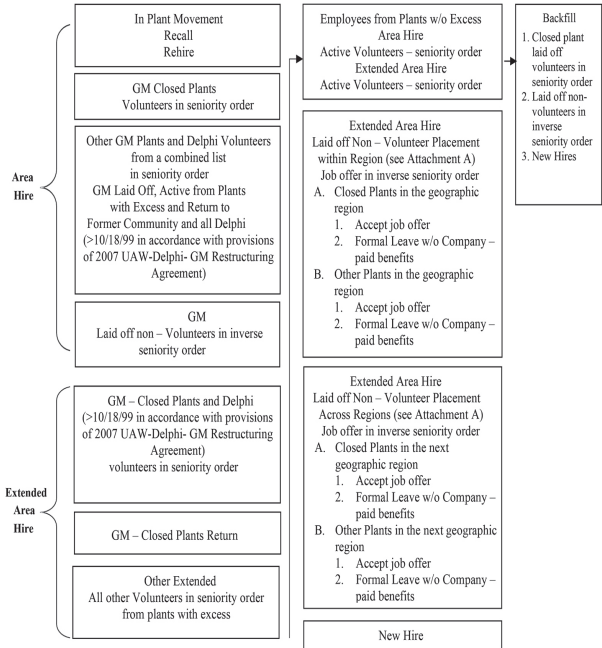 In Plant Movement
Recall
Rehire
GM Closed Plants
Volunteers in seniority order
Area
Hire
Other GM Plants and Delphi Volunteers
from a combined list
in seniority order
GM Laid Off, Active from Plants
with Excess and Return to
Former Community and all Delphi
(>10/18/99 in accordance with provisions
of 2007 UAW-Delphi- GM Restructuring
Agreement)
GM
Laid off non – Volunteers in inverse
seniority order
Extended
Area
Hire
GM – Closed Plants and Delphi
(>10/18/99 in accordance with provisions
of 2007 UAW-Delphi- GM Restructuring
Agreement)
volunteers in seniority order
GM – Closed Plants Return
Other Extended
All other Volunteers in seniority order
from plants with excess
Employees from Plants w/o Excess
Area Hire
Active Volunteers – seniority order
Extended Area Hire
Active Volunteers – seniority order
Extended Area Hire
Laid off Non – Volunteer Placement
within Region (see Attachment A)
Job offer in inverse seniority order
A. Closed Plants in the geographic
region
1. Accept job offer
2. Formal Leave w/o Company –
paid benefits
B. Other Plants in the geographic
region
1. Accept job offer
2. Formal Leave w/o Company –
paid benefits
Extended Area Hire
Laid off Non – Volunteer Placement
Across Regions (see Attachment A)
Job offer in inverse seniority order
A. Closed Plants in the next
geographic region
1. Accept job offer
2. Formal Leave w/o Company –
paid benefits
B. Other Plants in the next geographic
region
1. Accept job offer
2. Formal Leave w/o Company –
paid benefits
New Hire
Backfill
1. Closed plant
laid off
volunteers in
seniority order
2. Laid off non-
volunteers in
inverse
seniority order
3. New Hires